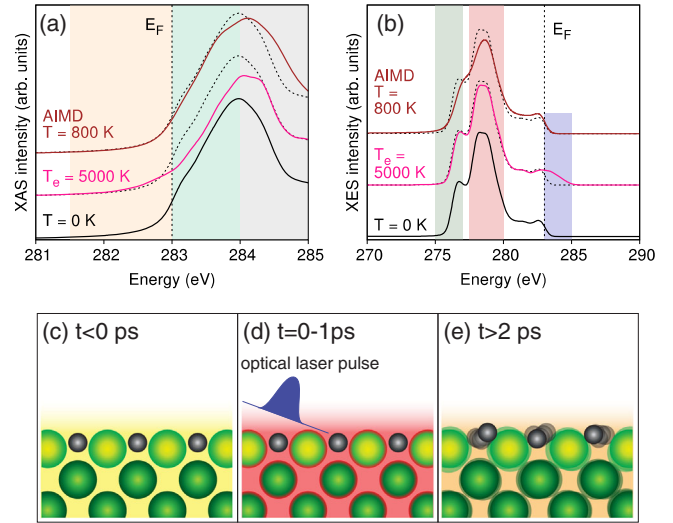 (a)
E_F
XAS intensity (arb. units)
AIMD
T = 800 K
T_e = 5000 K
T = 0 K
281 282 283 284 285
Energy (eV)
(b)
E_F
XES intensity (arb. units)
AIMD
T =
800 K
T_e =
5000 K
T = 0 K
270 275 280 285 290
Energy (eV)
(c) t<0 ps
(d) t=0-1ps
optical laser pulse
(e) t>2 ps